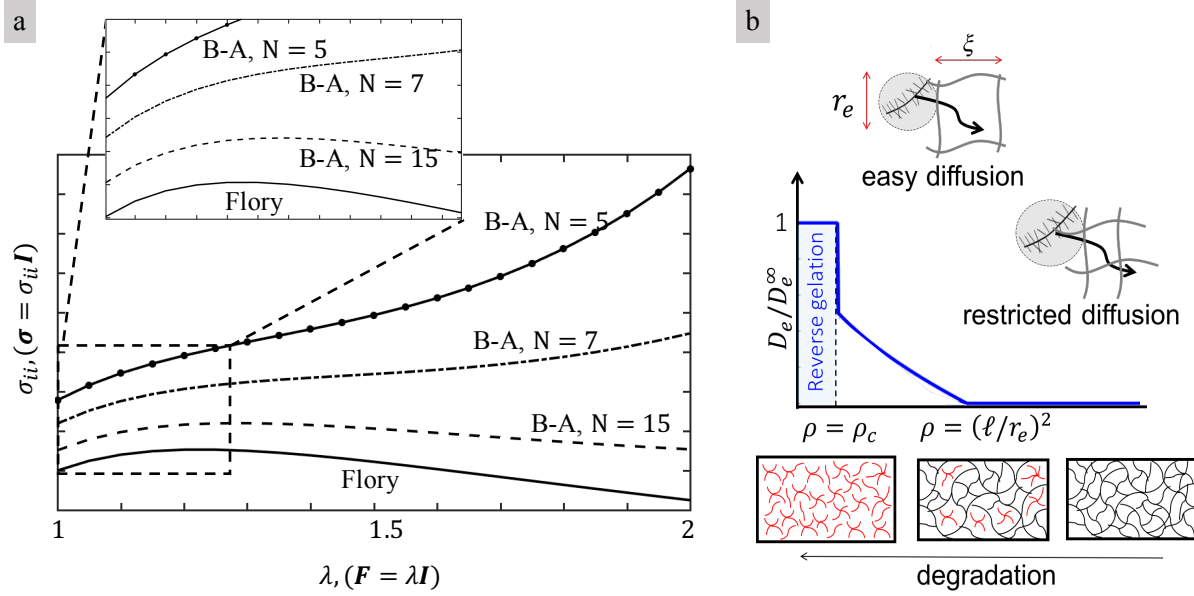 a
B-A, N = 5
B-A, N = 7
B-A, N = 15
Flory
B-A, N = 5
B-A, N = 7
B-A, N = 15
Flory
σᵢᵢ, (𝝈 = σᵢᵢ𝑰)
1
1.5
2
λ, (𝑭 = λ𝑰)
b
ξ
rₑ
easy diffusion
restricted diffusion
1
Dₑ/Dₑ^∞
Reverse gelation
ρ = ρ_c
ρ = (ℓ/rₑ)²
degradation